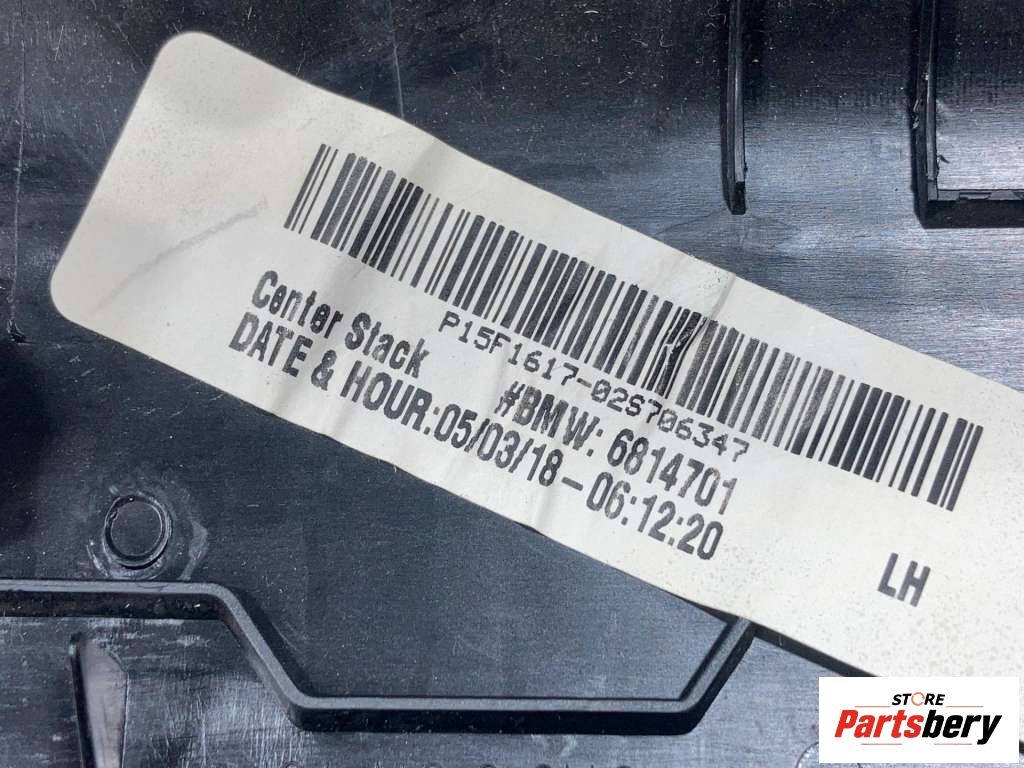 P15F1617-02S706347
Center Stack #BMW: 6814701
DATE & HOUR:05/03/18-06:12:20
LH
STORE
Partsbery